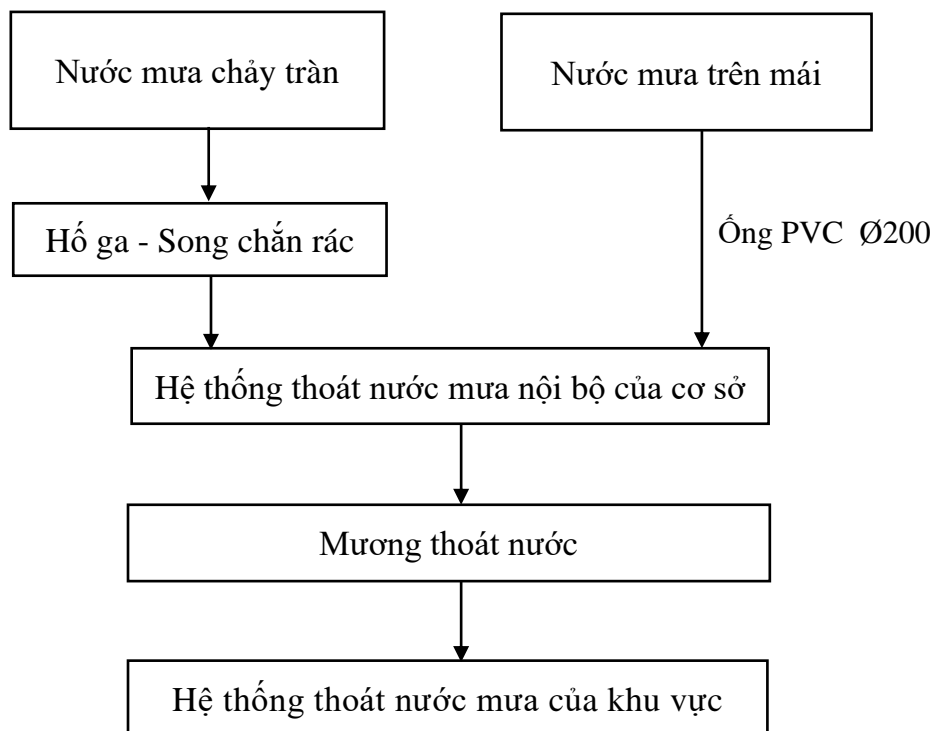 Nước mưa chảy tràn
Nước mưa trên mái
Hố ga - Song chắn rác
Ống PVC Ø200
Hệ thống thoát nước mưa nội bộ của cơ sở
Mương thoát nước
Hệ thống thoát nước mưa của khu vực